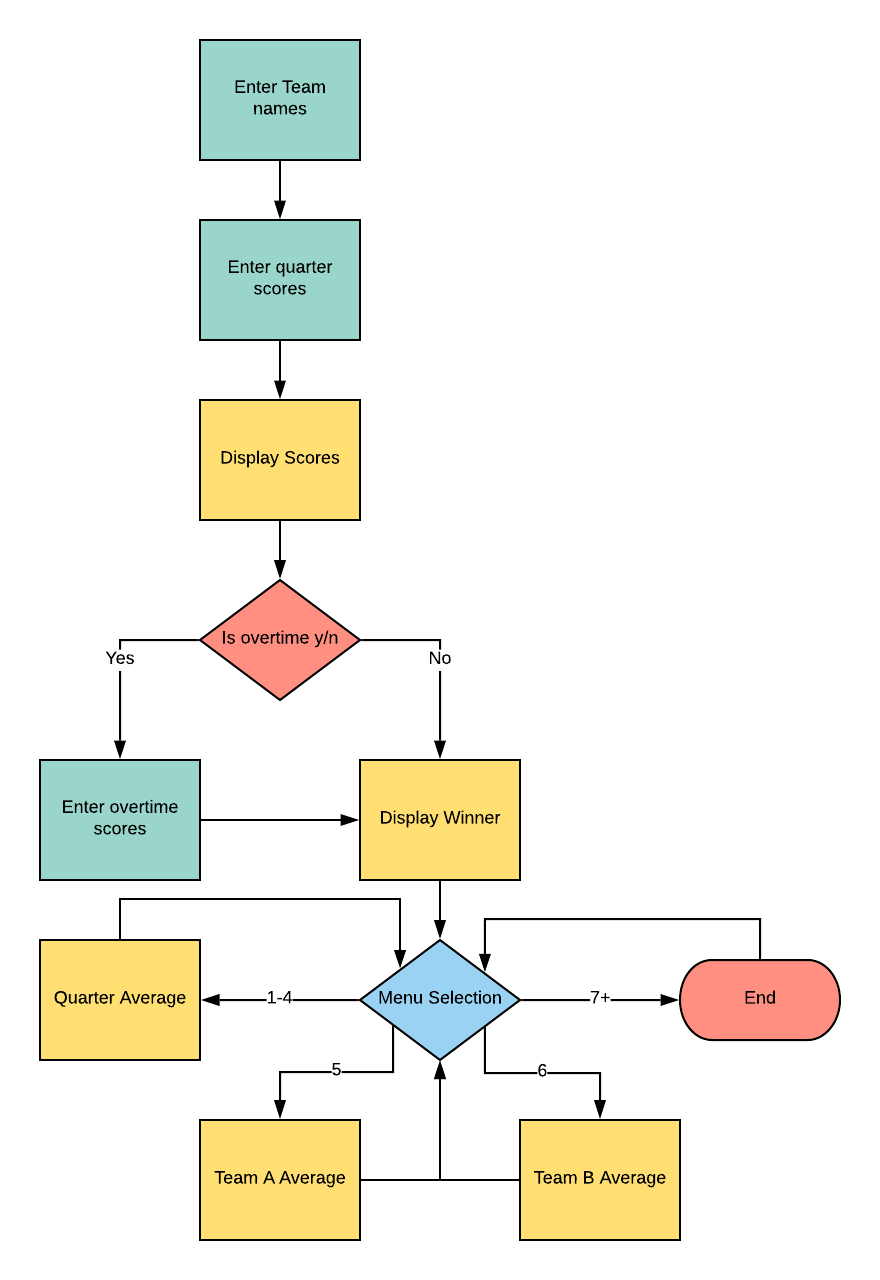 Enter Team
names
Enter quarter
scores
Display Scores
Is overtime y/n
Yes
No
Enter overtime
scores
Display Winner
Quarter Average
1-4
Menu Selection
7+
End
5
6
Team A Average
Team B Average